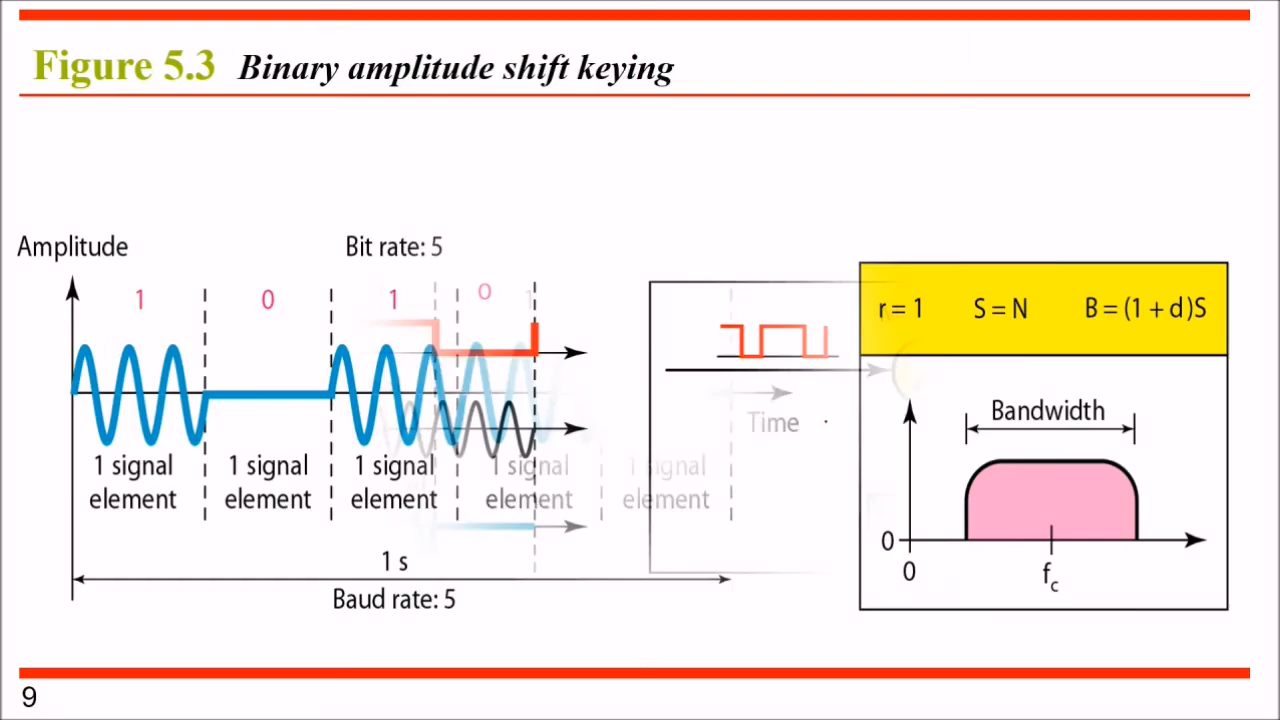 Figure 5.3 Binary amplitude shift keying
Amplitude
Bit rate: 5
1 0 1 0 1
r = 1 S = N B = (1 + d)S
Bandwidth
Time
1 signal element
1 signal element
1 signal element
1 signal element
1 signal element
0
0
fc
1 s
Baud rate: 5
9